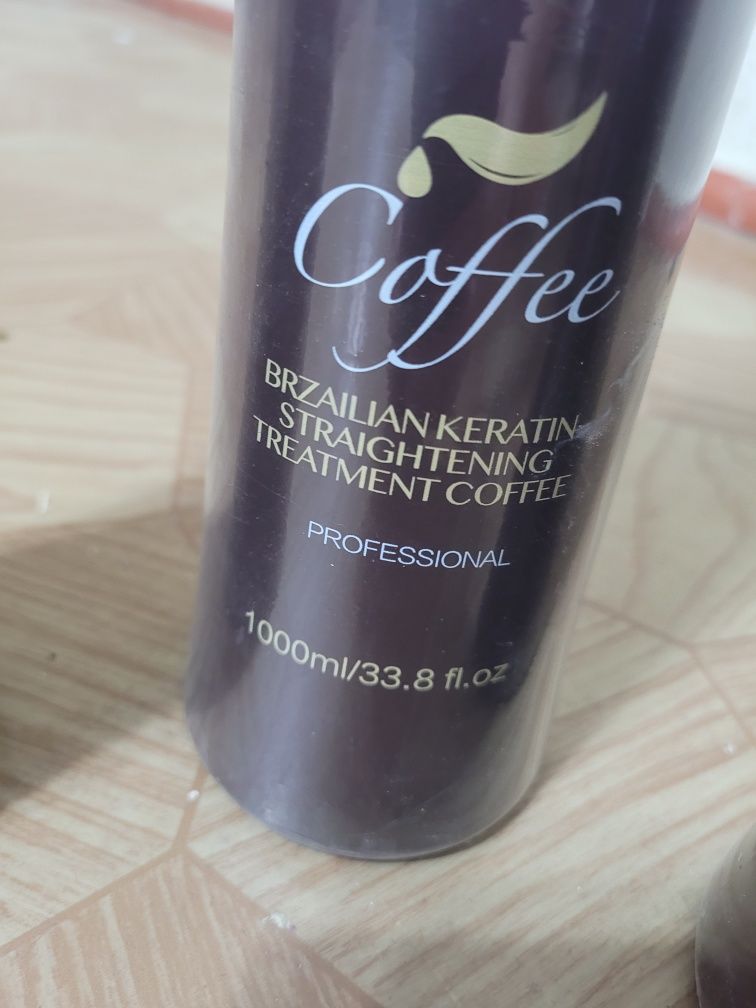 Coffee
BRZAILIAN KERATIN
STRAIGHTENING
TREATMENT COFFEE
PROFESSIONAL
1000ml/33.8 fl.oz